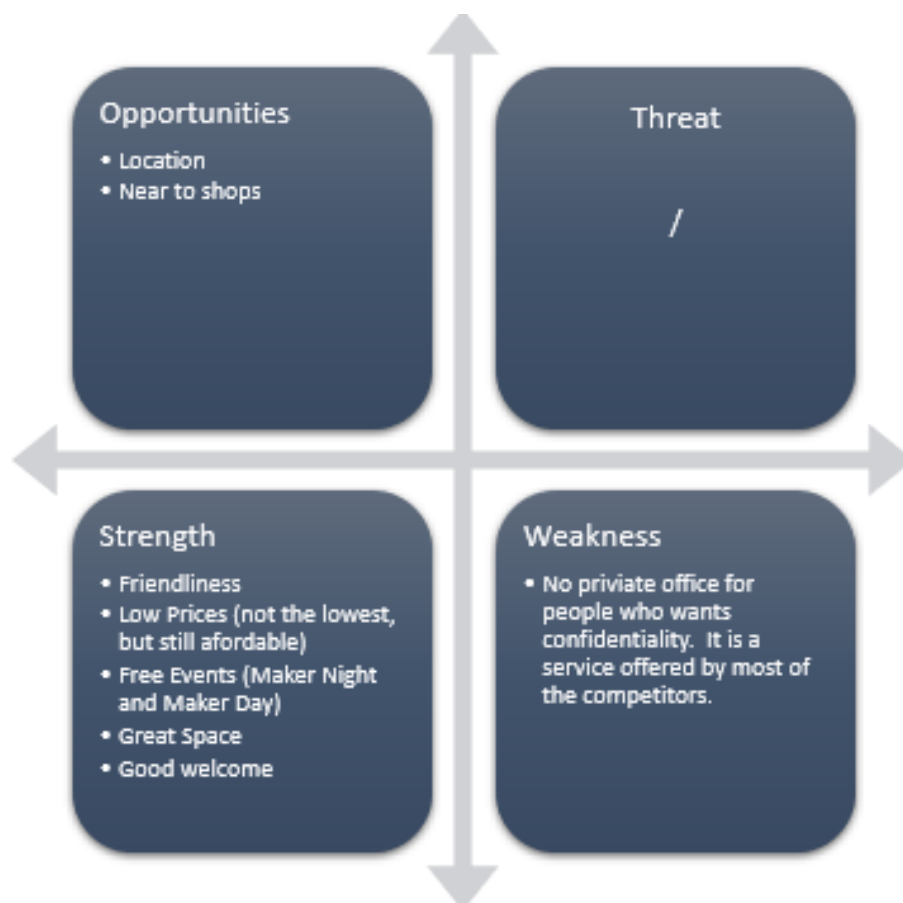 Opportunities
• Location
• Near to shops
Threat
/
Strength
• Friendliness
• Low Prices (not the lowest,
but still afordable)
• Free Events (Maker Night
and Maker Day)
• Great Space
• Good welcome
Weakness
• No priviate office for
people who wants
confidentiality.  It is a
service offered by most of
the competitors.